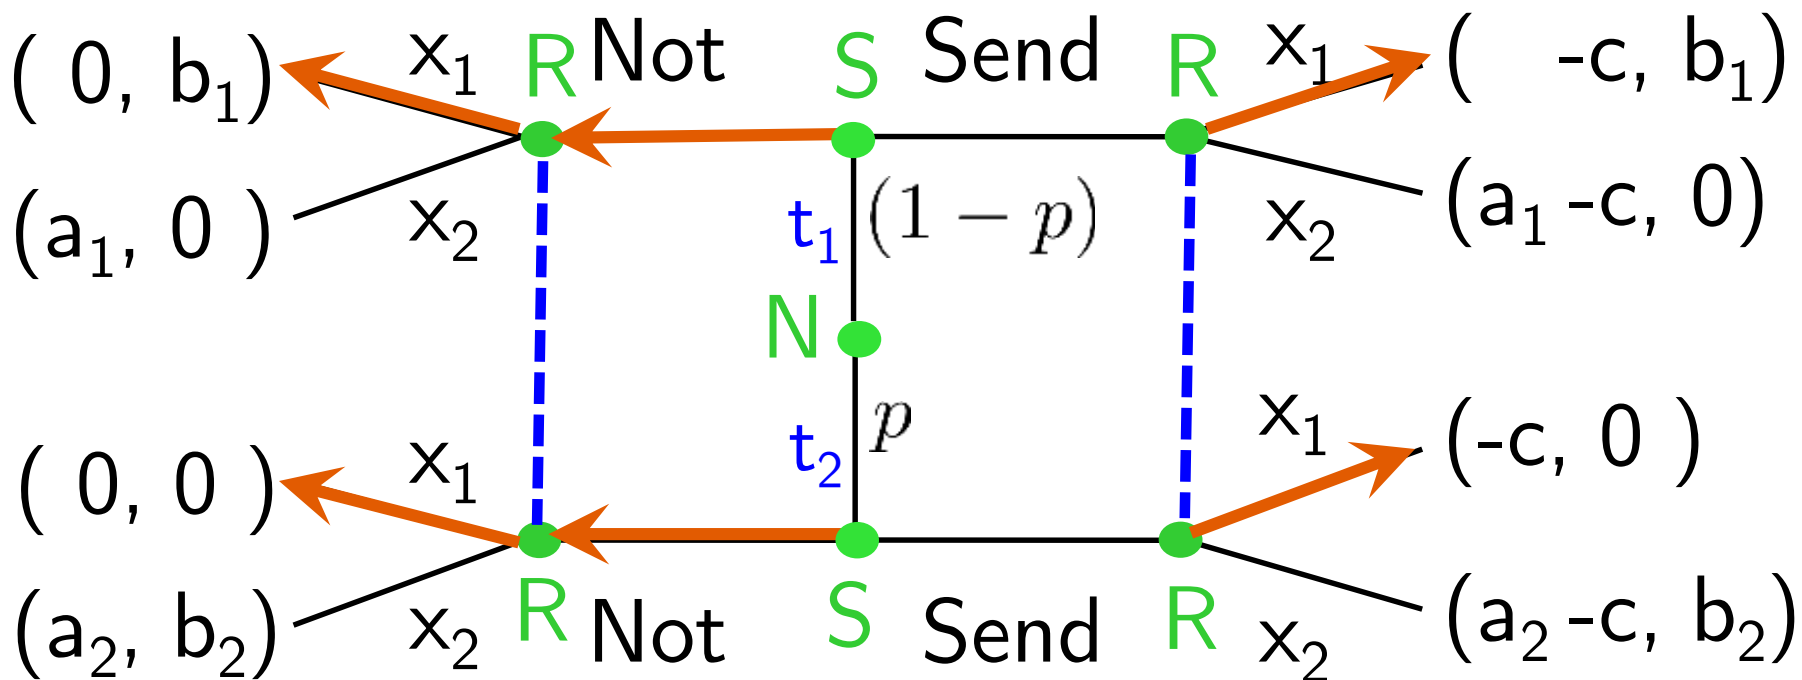 ( 0, b₁) x₁ R Not S Send R x₁ ( -c, b₁)
(a₁, 0 ) x₂ t₁ (1 − p) x₂ (a₁ -c, 0)
N
( 0, 0 ) x₁ t₂ p x₁ (-c, 0 )
(a₂, b₂) x₂ R Not S Send R x₂ (a₂ -c, b₂)